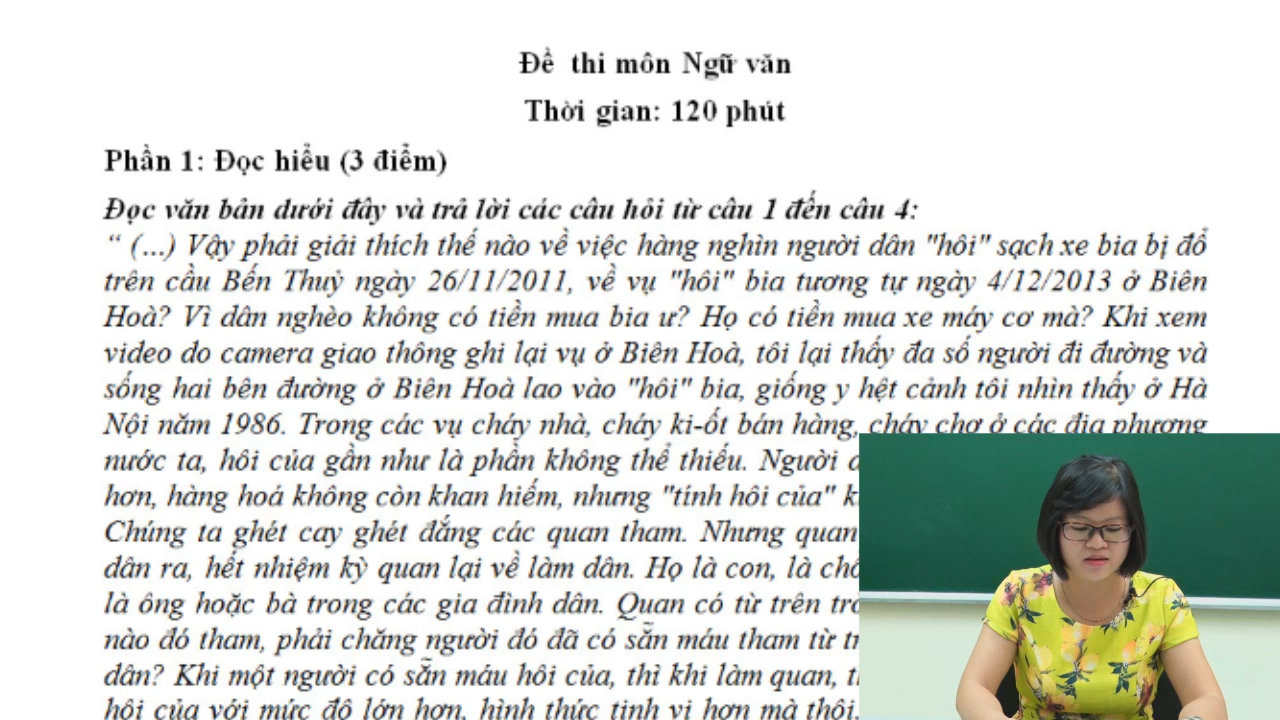 Đề thi môn Ngữ văn
Thời gian: 120 phút
Phần 1: Đọc hiểu (3 điểm)
Đọc văn bản dưới đây và trả lời các câu hỏi từ câu 1 đến câu 4:
“ (...) Vậy phải giải thích thế nào về việc hàng nghìn người dân "hôi" sạch xe bia bị đổ
trên cầu Bến Thuỷ ngày 26/11/2011, về vụ "hôi" bia tương tự ngày 4/12/2013 ở Biên
Hoà? Vì dân nghèo không có tiền mua bia ư? Họ có tiền mua xe máy cơ mà? Khi xem
video do camera giao thông ghi lại vụ ở Biên Hoà, tôi lại thấy đa số người đi đường và
sống hai bên đường ở Biên Hoà lao vào "hôi" bia, giống y hệt cảnh tôi nhìn thấy ở Hà
Nội năm 1986. Trong các vụ cháy nhà, cháy ki-ốt bán hàng, cháy chợ ở các địa phương
nước ta, hôi của gần như là phần không thể thiếu. Người
hơn, hàng hoá không còn khan hiếm, nhưng "tính hôi của"
Chúng ta ghét cay ghét đắng các quan tham. Nhưng quan
dân ra, hết nhiệm kỳ quan lại về làm dân. Họ là con, là
là ông hoặc bà trong các gia đình dân. Quan có từ trên
nào đó tham, phải chăng người đó đã có sẵn máu tham từ
dân? Khi một người có sẵn máu hôi của, thì khi làm quan,
hôi của với mức độ lớn hơn, hình thức tinh vi hơn mà thôi.